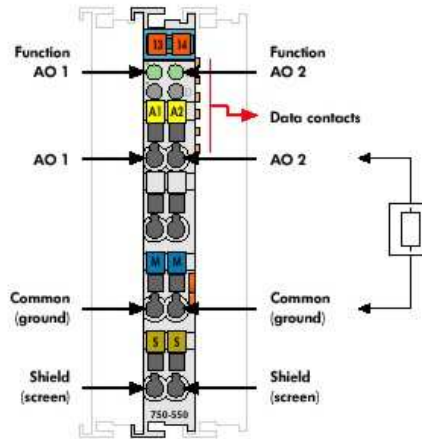 13 14
Function
AO 1
Function
AO 2
A1 A2
Data contacts
AO 1
AO 2
M M
Common
(ground)
Common
(ground)
S S
Shield
(screen)
Shield
(screen)
750-550